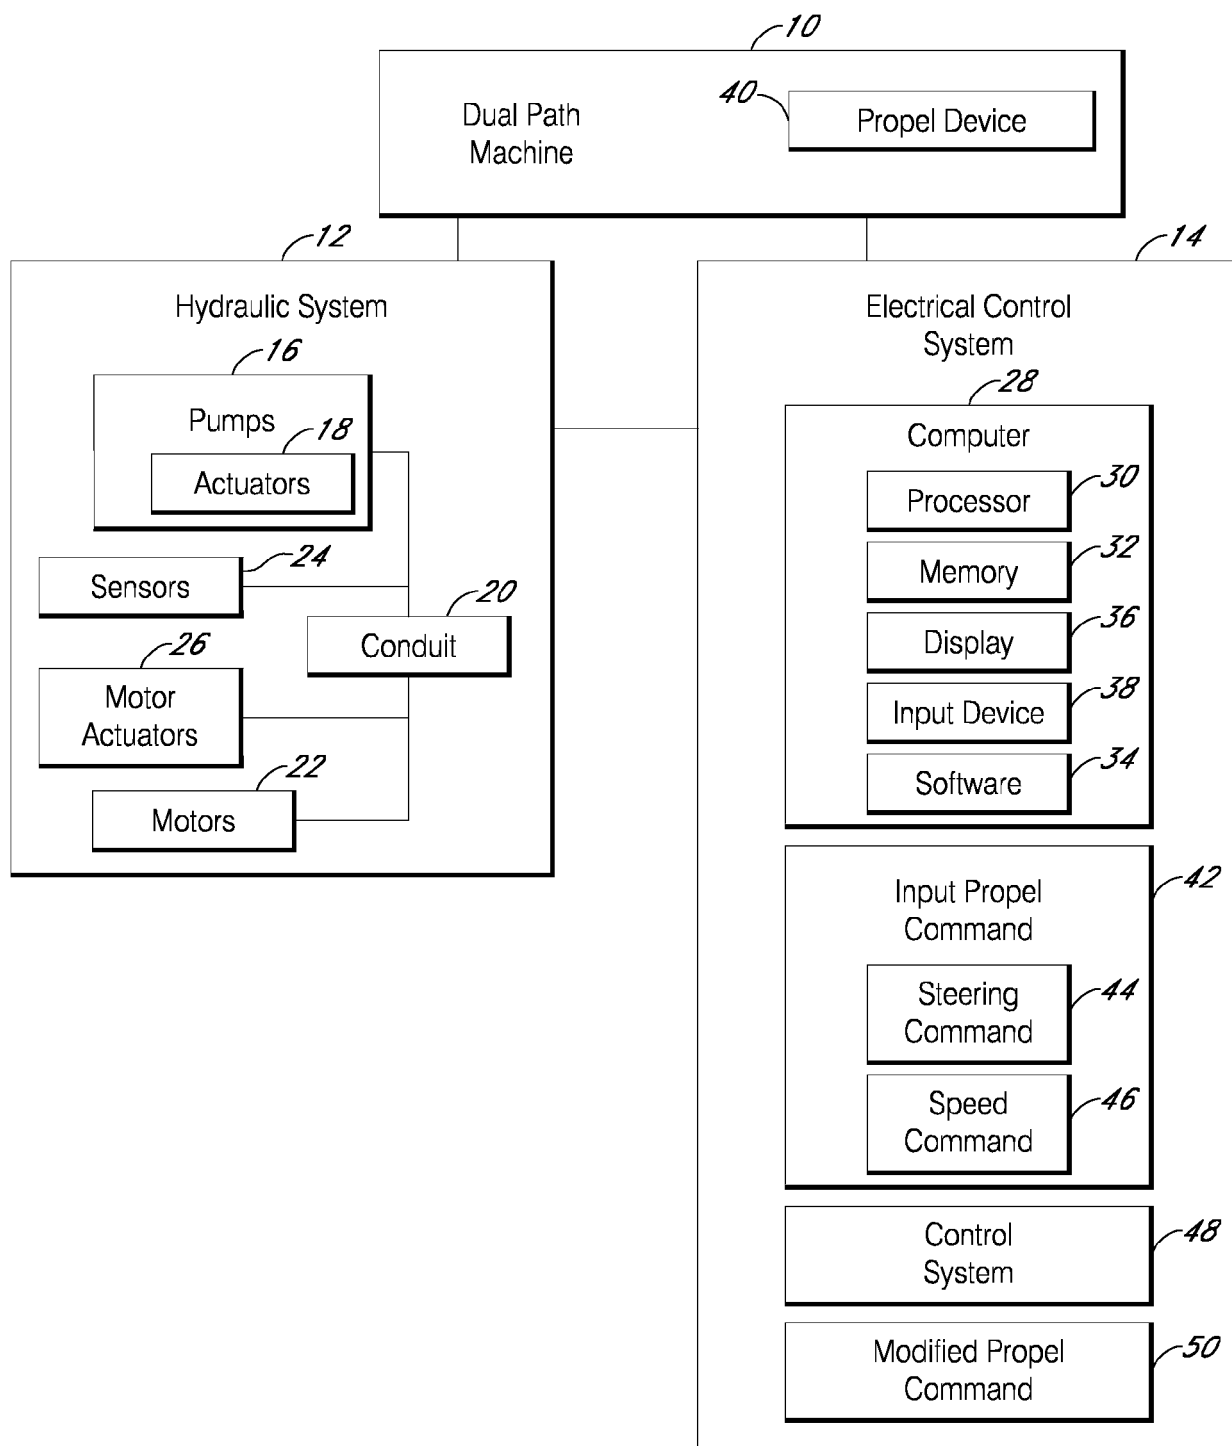 10
40
Dual Path
Machine
Propel Device
12
Hydraulic System
16
Pumps
18
Actuators
24
Sensors
20
Conduit
26
Motor
Actuators
22
Motors
14
Electrical Control
System
28
Computer
30
Processor
32
Memory
36
Display
38
Input Device
34
Software
42
Input Propel
Command
44
Steering
Command
46
Speed
Command
48
Control
System
50
Modified Propel
Command